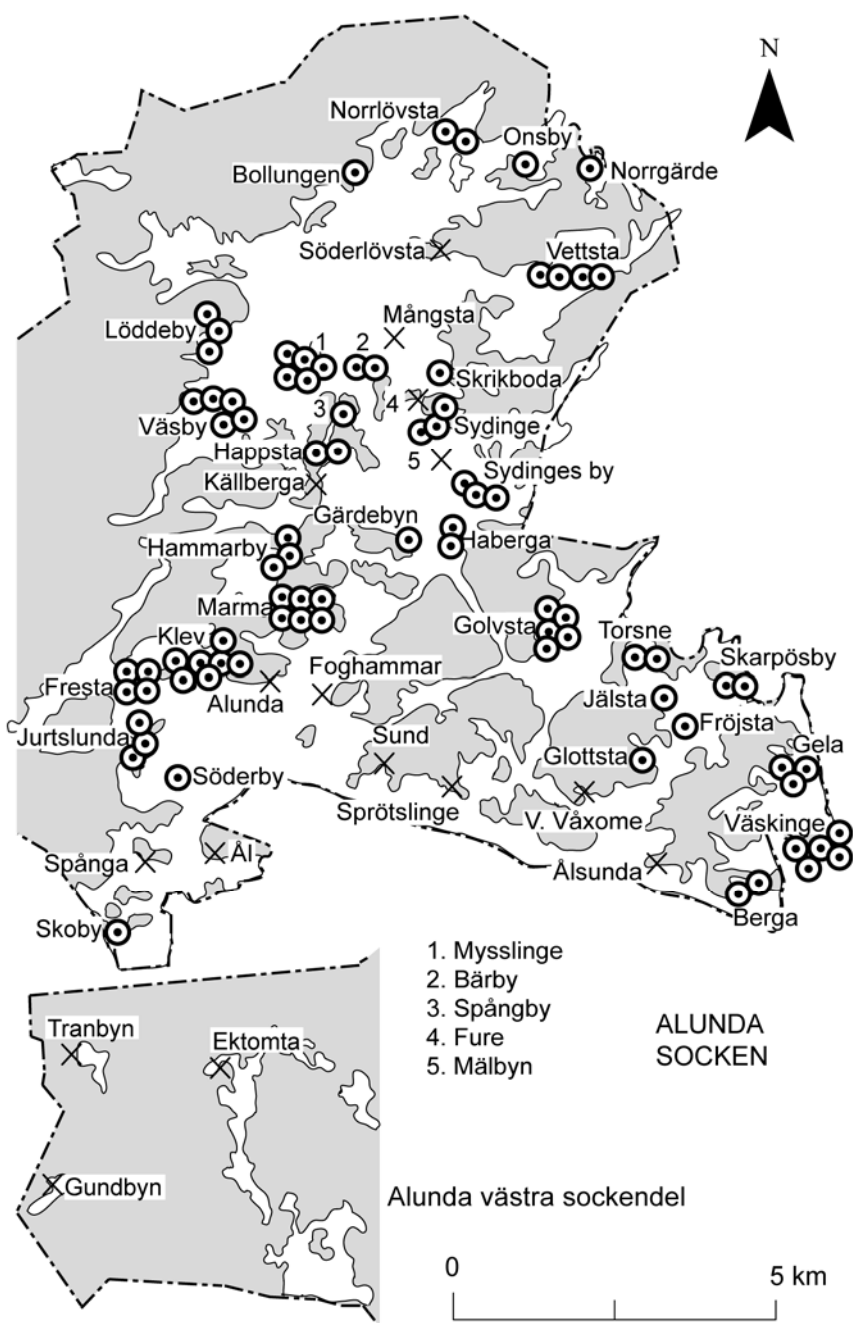 N
Norrlövsta
Onsby
Bollungen
Norrgärde
Söderlövsta
Vettsta
Mångsta
Löddeby
1
2
Skrikboda
3
4
Väsby
Sydinge
Happsta
5
Sydinges by
Källberga
Gärdebyn
Hammarby
Haberga
Marma
Golvsta
Klev
Torsne
Foghammar
Skarpösby
Fresta
Alunda
Jälsta
Fröjsta
Jurtslunda
Sund
Gela
Glottsta
Söderby
Sprötslinge
V. Våxome
Väskinge
Spånga
Ål
Ålsunda
Berga
Skoby
1. Mysslinge
2. Bärby
3. Spångby
4. Fure
5. Mälbyn
ALUNDA
SOCKEN
Tranbyn
Ektomta
Gundbyn
Alunda västra sockendel
0
5 km